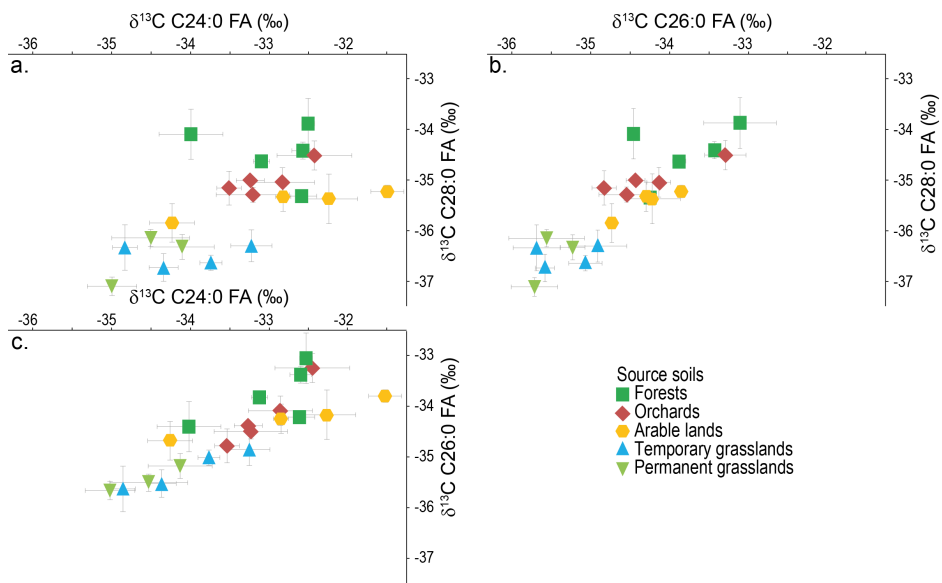 δ¹³C C24:0 FA (‰)
-36 -35 -34 -33 -32
a.
-33
-34
-35
-36
-37
δ¹³C C28:0 FA (‰)
δ¹³C C26:0 FA (‰)
-36 -35 -34 -33 -32
b.
-33
-34
-35
-36
-37
δ¹³C C28:0 FA (‰)
δ¹³C C24:0 FA (‰)
-36 -35 -34 -33 -32
c.
-33
-34
-35
-36
-37
δ¹³C C26:0 FA (‰)
Source soils
Forests
Orchards
Arable lands
Temporary grasslands
Permanent grasslands